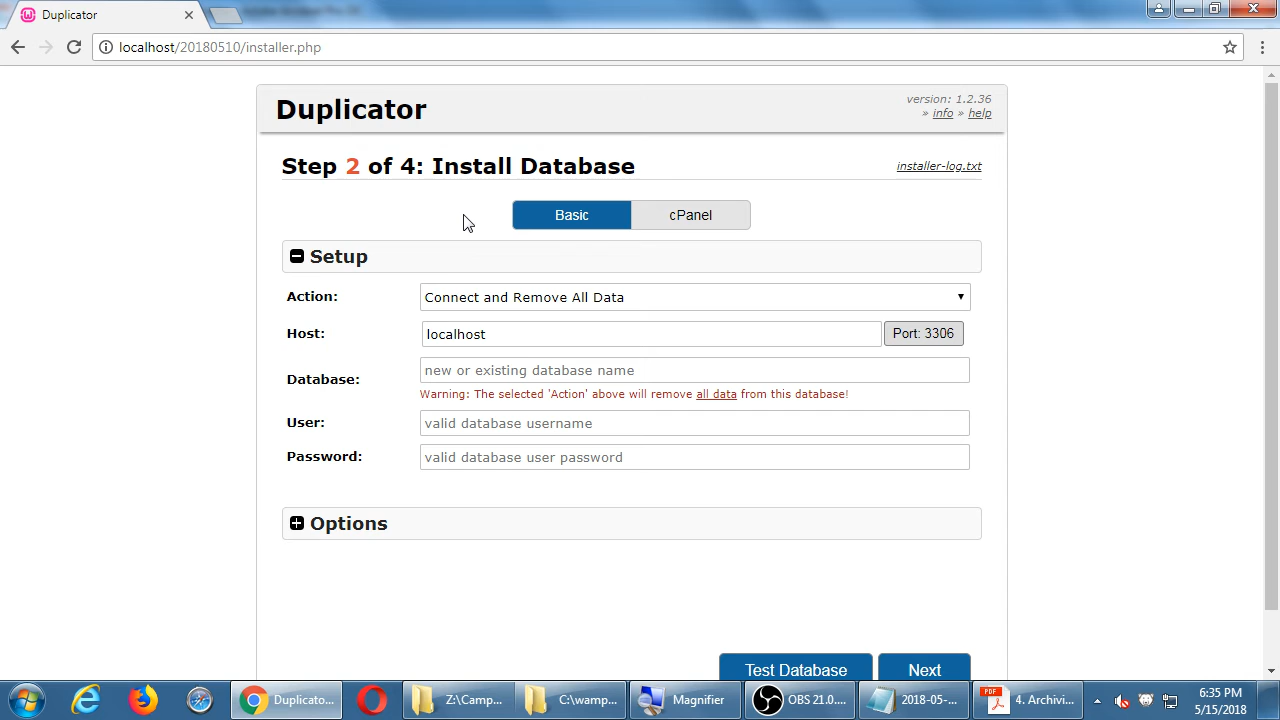 Duplicator
localhost/20180510/installer.php
Duplicator
version: 1.2.36
» info » help
Step 2 of 4: Install Database
installer-log.txt
Basic
cPanel
Setup
Action:
Connect and Remove All Data
Host:
localhost
Port: 3306
Database:
new or existing database name
Warning: The selected 'Action' above will remove all data from this database!
User:
valid database username
Password:
valid database user password
Options
Test Database
Next
Duplicato...
Z:\Camp...
C:\wamp...
Magnifier
OBS 21.0....
2018-05-...
PDF
4. Archivi...
6:35 PM
5/15/2018